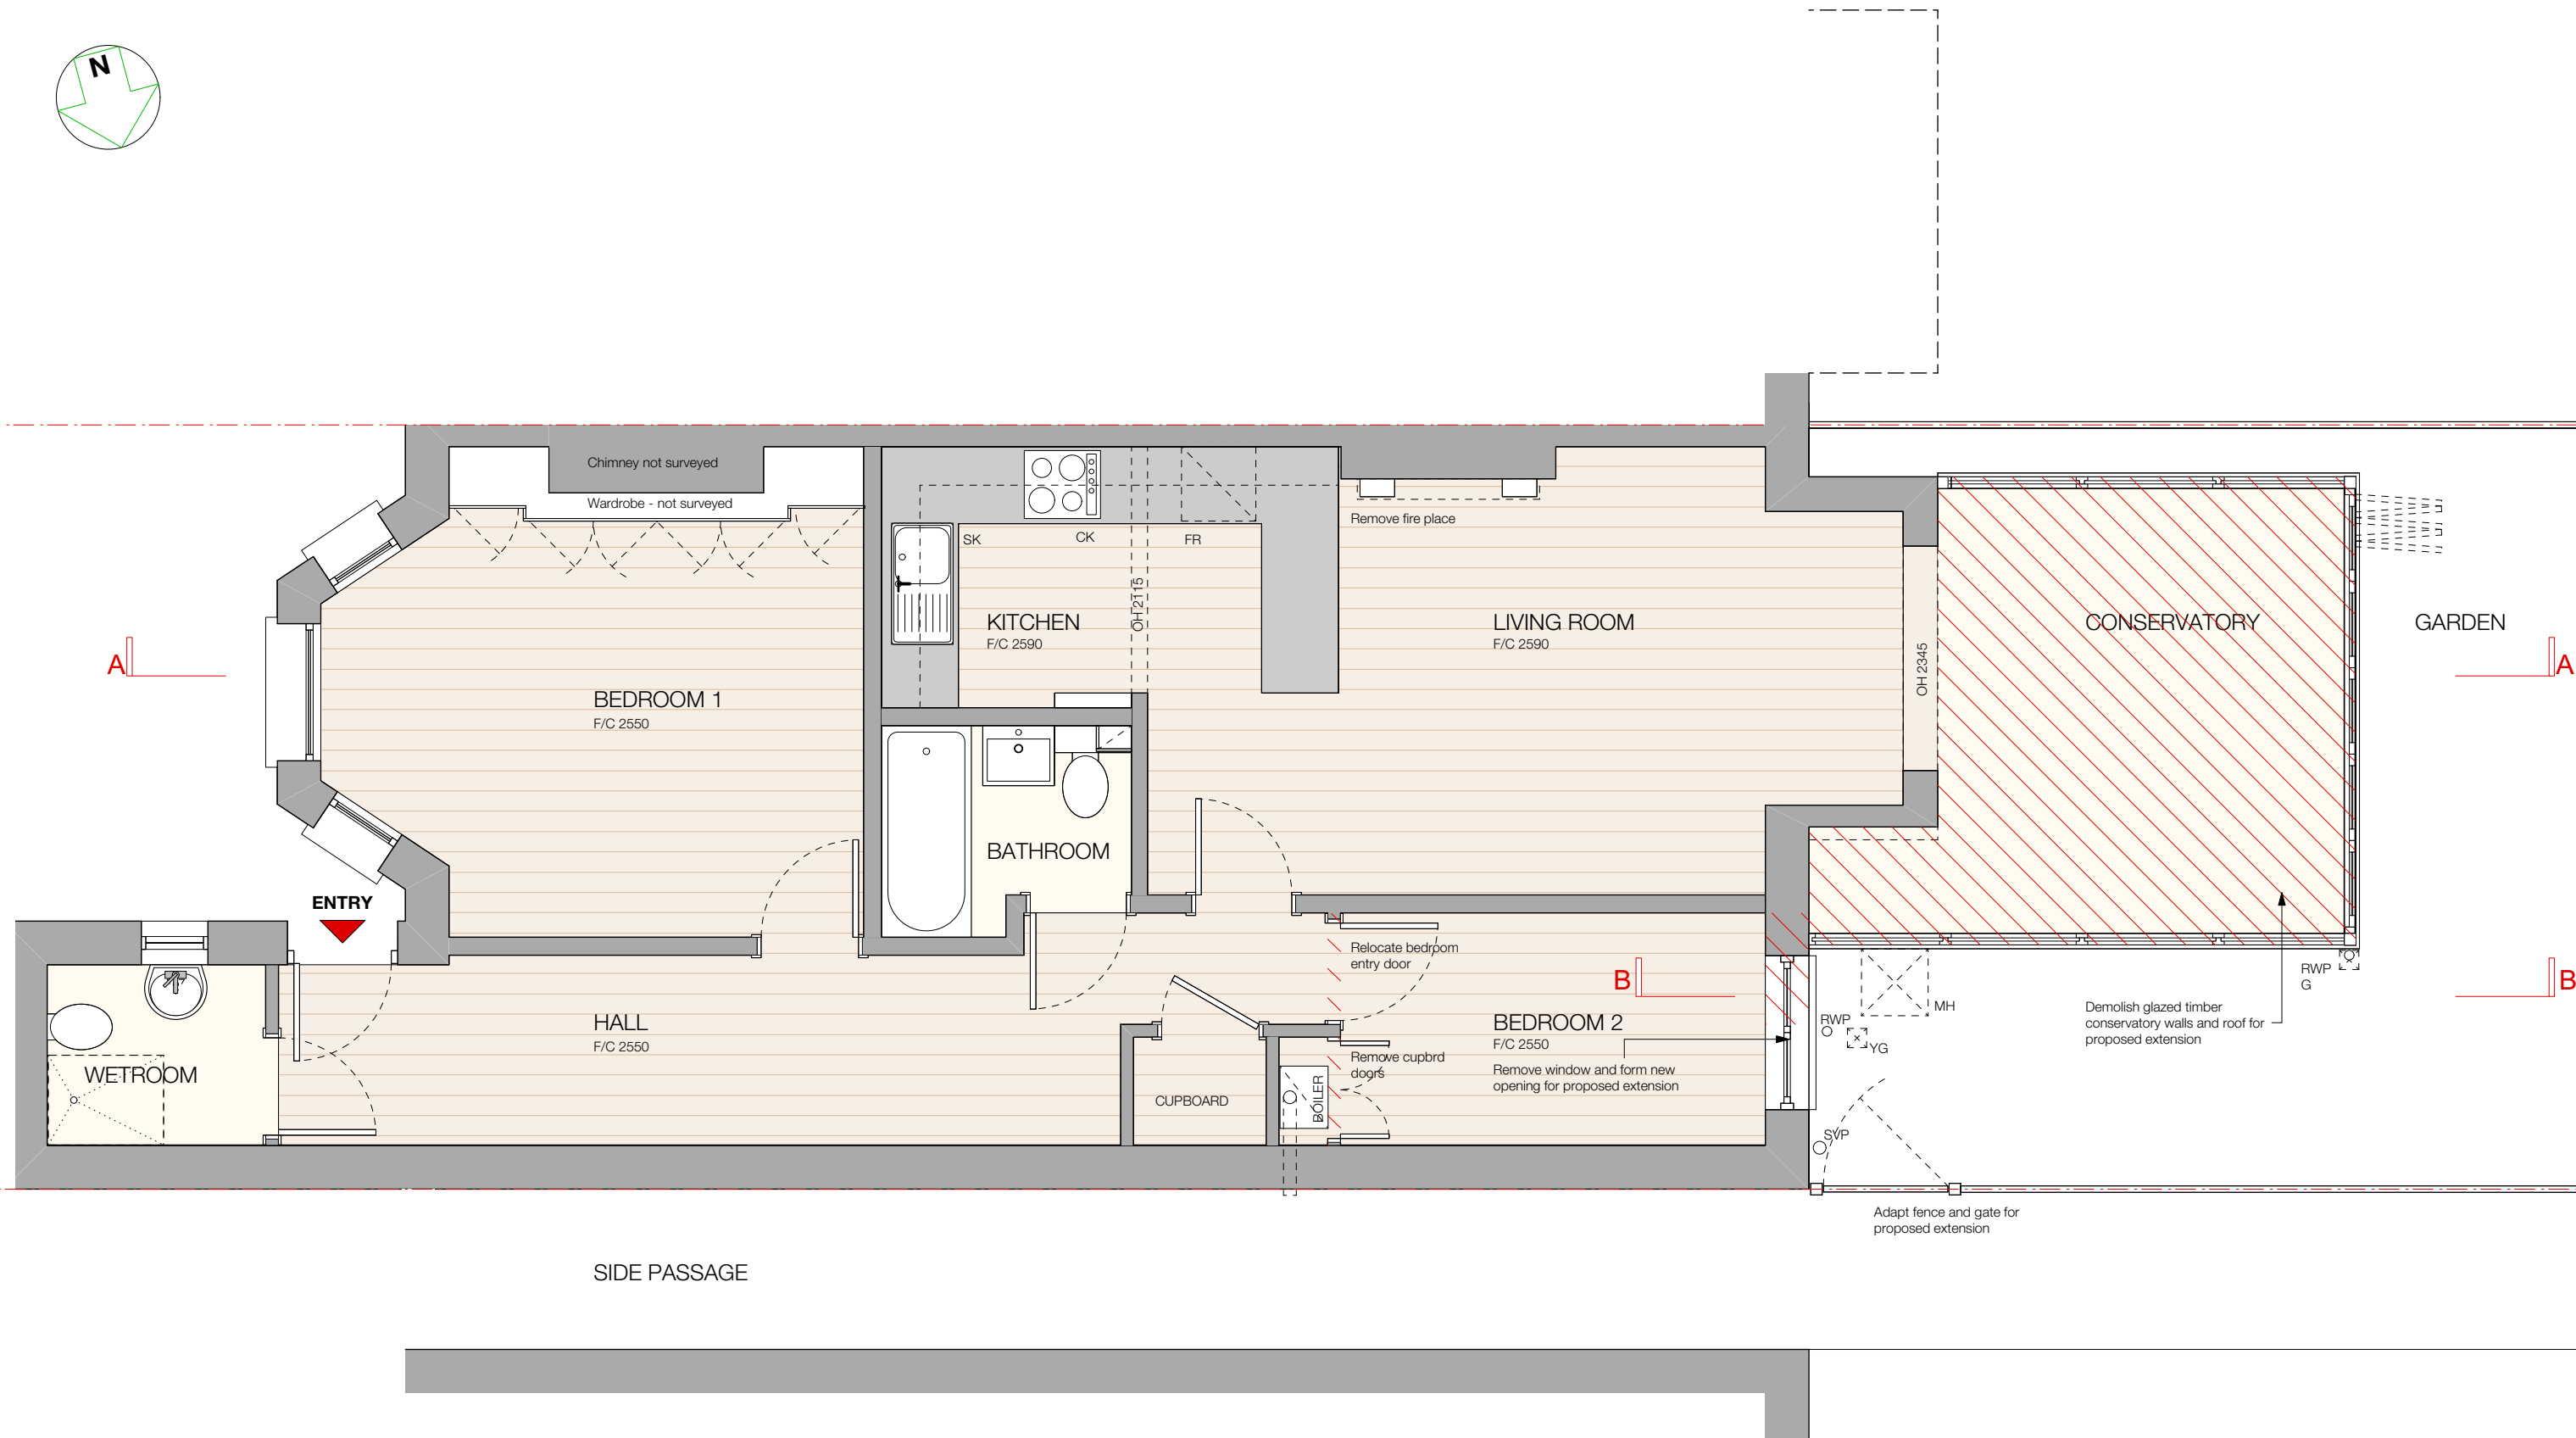 N
Chimney not surveyed
Wardrobe - not surveyed
Remove fire place
SK
CK
FR
OH 2115
KITCHEN
F/C 2590
LIVING ROOM
F/C 2590
OH 2345
CONSERVATORY
GARDEN
A
A
BEDROOM 1
F/C 2550
BATHROOM
ENTRY
Relocate bedroom
entry door
B
B
RWP
G
MH
Demolish glazed timber
conservatory walls and roof for
proposed extension
RWP
YG
HALL
F/C 2550
BEDROOM 2
F/C 2550
Remove cupbrd
doors
Remove window and form new
opening for proposed extension
WETROOM
CUPBOARD
BOILER
SVP
Adapt fence and gate for
proposed extension
SIDE PASSAGE